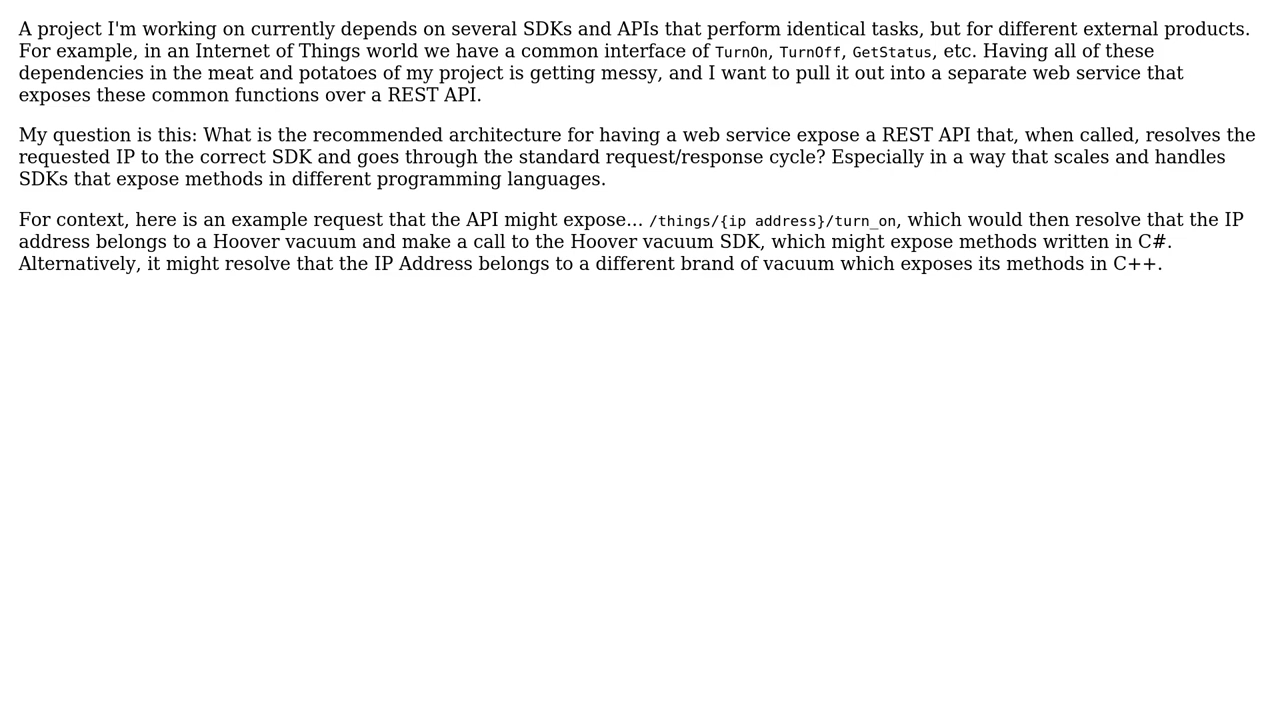 A project I'm working on currently depends on several SDKs and APIs that perform identical tasks, but for different external products.
For example, in an Internet of Things world we have a common interface of TurnOn, TurnOff, GetStatus, etc. Having all of these
dependencies in the meat and potatoes of my project is getting messy, and I want to pull it out into a separate web service that
exposes these common functions over a REST API.
My question is this: What is the recommended architecture for having a web service expose a REST API that, when called, resolves the
requested IP to the correct SDK and goes through the standard request/response cycle? Especially in a way that scales and handles
SDKs that expose methods in different programming languages.
For context, here is an example request that the API might expose... /things/{ip address}/turn_on, which would then resolve that the IP
address belongs to a Hoover vacuum and make a call to the Hoover vacuum SDK, which might expose methods written in C#.
Alternatively, it might resolve that the IP Address belongs to a different brand of vacuum which exposes its methods in C++.